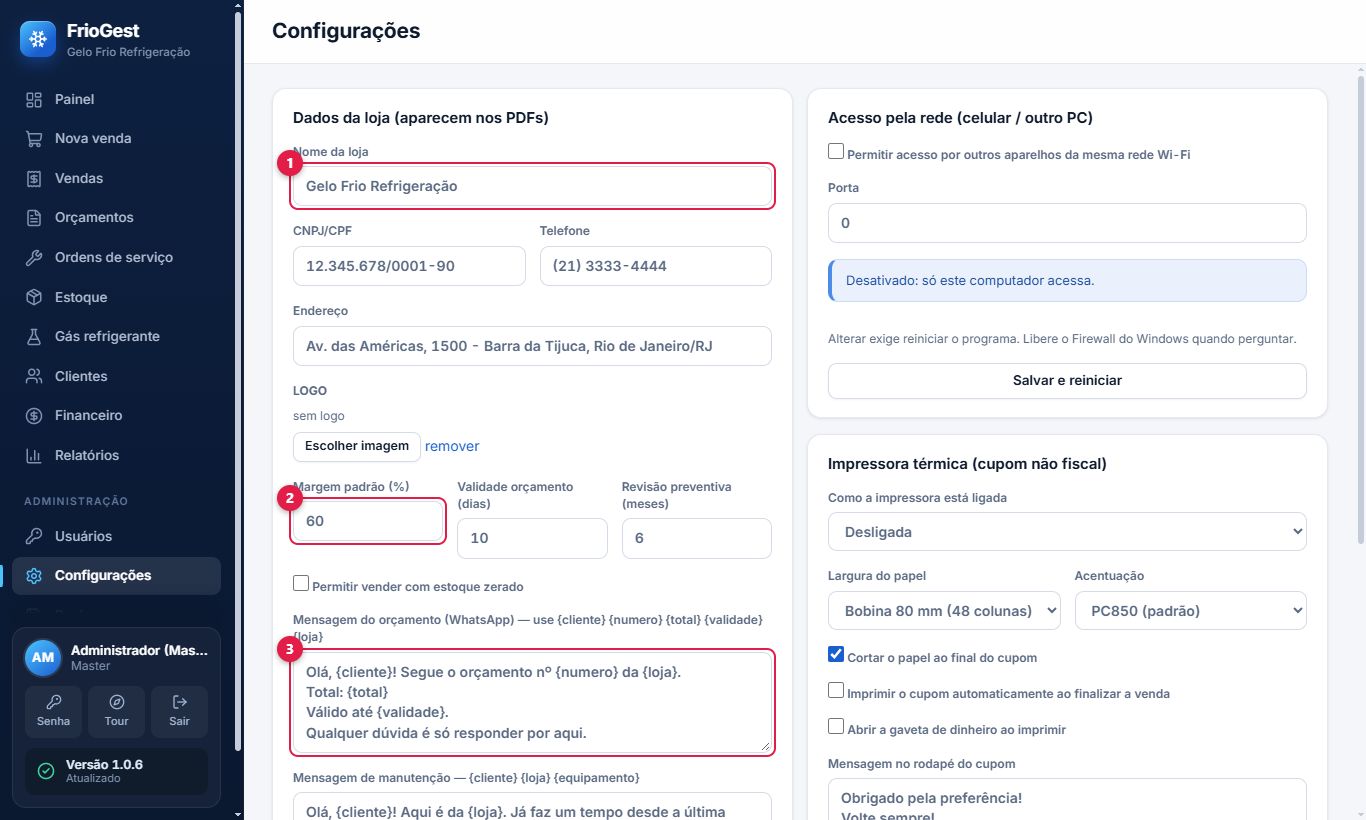 FrioGest
Gelo Frio Refrigeração
Painel
Nova venda
Vendas
Orçamentos
Ordens de serviço
Estoque
Gás refrigerante
Clientes
Financeiro
Relatórios
ADMINISTRAÇÃO
Usuários
Configurações
AM
Administrador (Mas...
Master
Senha
Tour
Sair
Versão 1.0.6
Atualizado
Configurações
Dados da loja (aparecem nos PDFs)
Nome da loja
1
Gelo Frio Refrigeração
CNPJ/CPF
Telefone
12.345.678/0001-90
(21) 3333-4444
Endereço
Av. das Américas, 1500 - Barra da Tijuca, Rio de Janeiro/RJ
LOGO
sem logo
Escolher imagem
remover
Margem padrão (%)
Validade orçamento
(dias)
Revisão preventiva
(meses)
2
60
10
6
Permitir vender com estoque zerado
Mensagem do orçamento (WhatsApp) — use {cliente} {numero} {total} {validade}
{loja}
3
Olá, {cliente}! Segue o orçamento nº {numero} da {loja}.
Total: {total}
Válido até {validade}.
Qualquer dúvida é só responder por aqui.
Mensagem de manutenção — {cliente} {loja} {equipamento}
Olá, {cliente}! Aqui é da {loja}. Já faz um tempo desde a última
Acesso pela rede (celular / outro PC)
Permitir acesso por outros aparelhos da mesma rede Wi-Fi
Porta
0
Desativado: só este computador acessa.
Alterar exige reiniciar o programa. Libere o Firewall do Windows quando perguntar.
Salvar e reiniciar
Impressora térmica (cupom não fiscal)
Como a impressora está ligada
Desligada
Largura do papel
Acentuação
Bobina 80 mm (48 colunas)
PC850 (padrão)
Cortar o papel ao final do cupom
Imprimir o cupom automaticamente ao finalizar a venda
Abrir a gaveta de dinheiro ao imprimir
Mensagem no rodapé do cupom
Obrigado pela preferência!
Volte sempre!